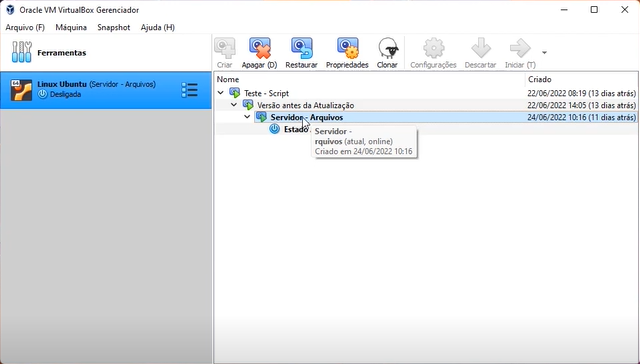 Oracle VM VirtualBox Gerenciador
Arquivo (F) Máquina Snapshot Ajuda (H)
Ferramentas
Criar Apagar (D) Restaurar Propriedades Clonar Configurações Descartar Iniciar (T)
Linux Ubuntu (Servidor - Arquivos)
Desligada
Nome Criado
Teste - Script 22/06/2022 08:19 (13 dias atrás)
Versão antes da Atualização 22/06/2022 14:05 (13 dias atrás)
Servidor - Arquivos 24/06/2022 10:16 (11 dias atrás)
Estado
Servidor -
rquivos (atual, online)
Criado em 24/06/2022 10:16